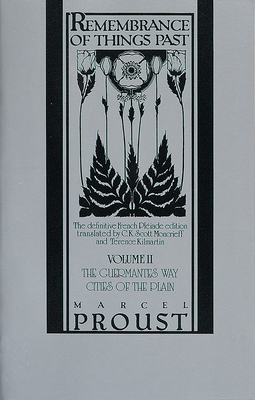 REMEMBRANCE
OF THINGS PAST
The definitive French Pléiade edition
translated by C.K. Scott Moncrieff
and Terence Kilmartin
VOLUME II
THE GUERMANTES WAY
CITIES OF THE PLAIN
MARCEL
PROUST